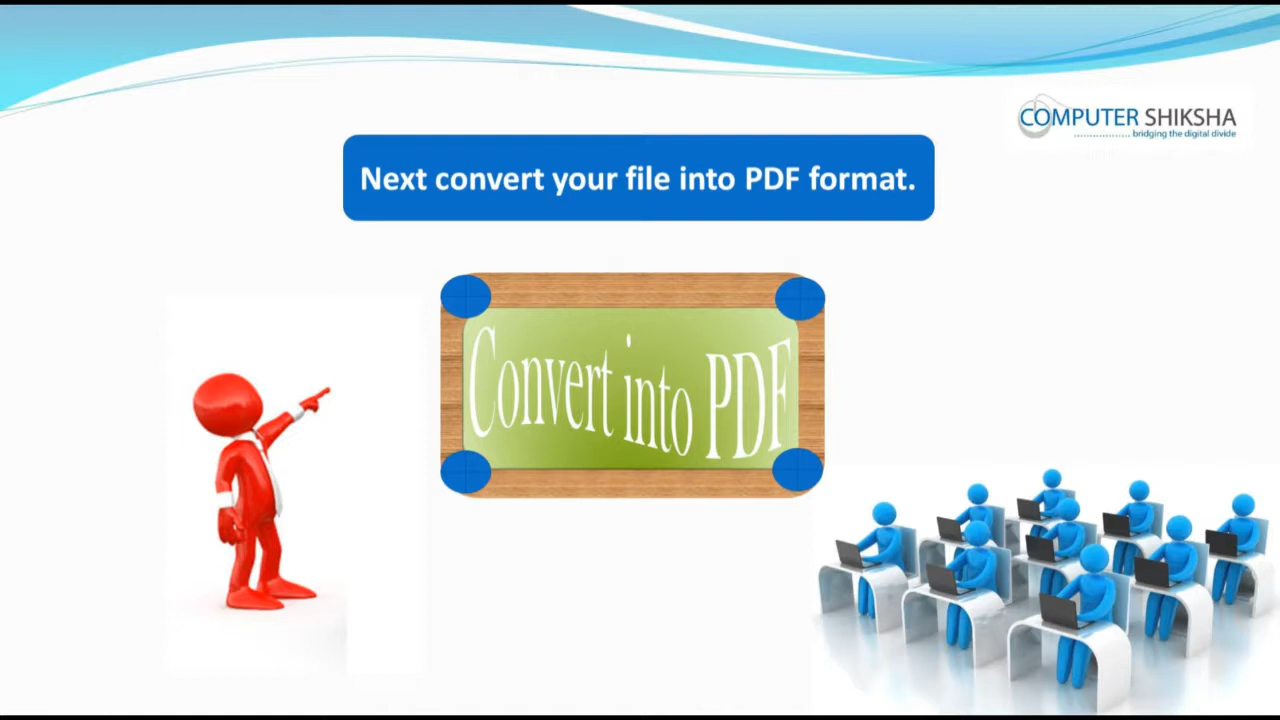 COMPUTER SHIKSHA
bridging the digital divide
Next convert your file into PDF format.
Convert into PDF